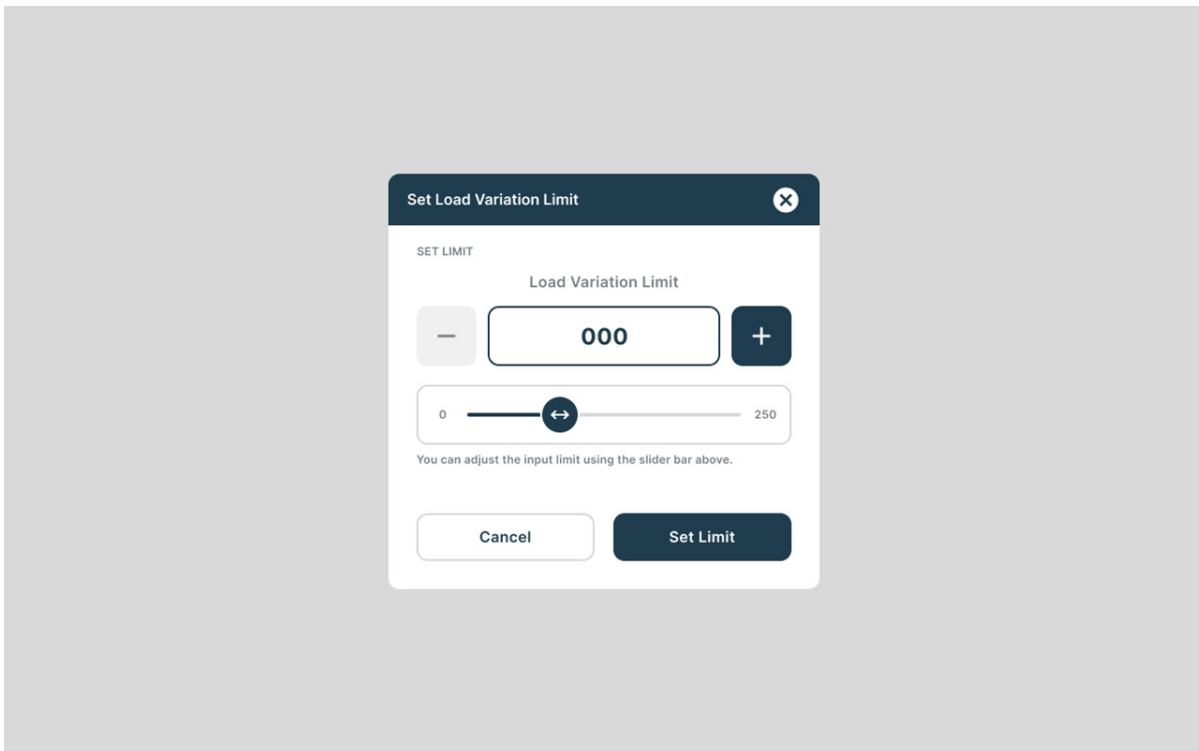 Set Load Variation Limit
SET LIMIT
Load Variation Limit
000
0
250
You can adjust the input limit using the slider bar above.
Cancel
Set Limit